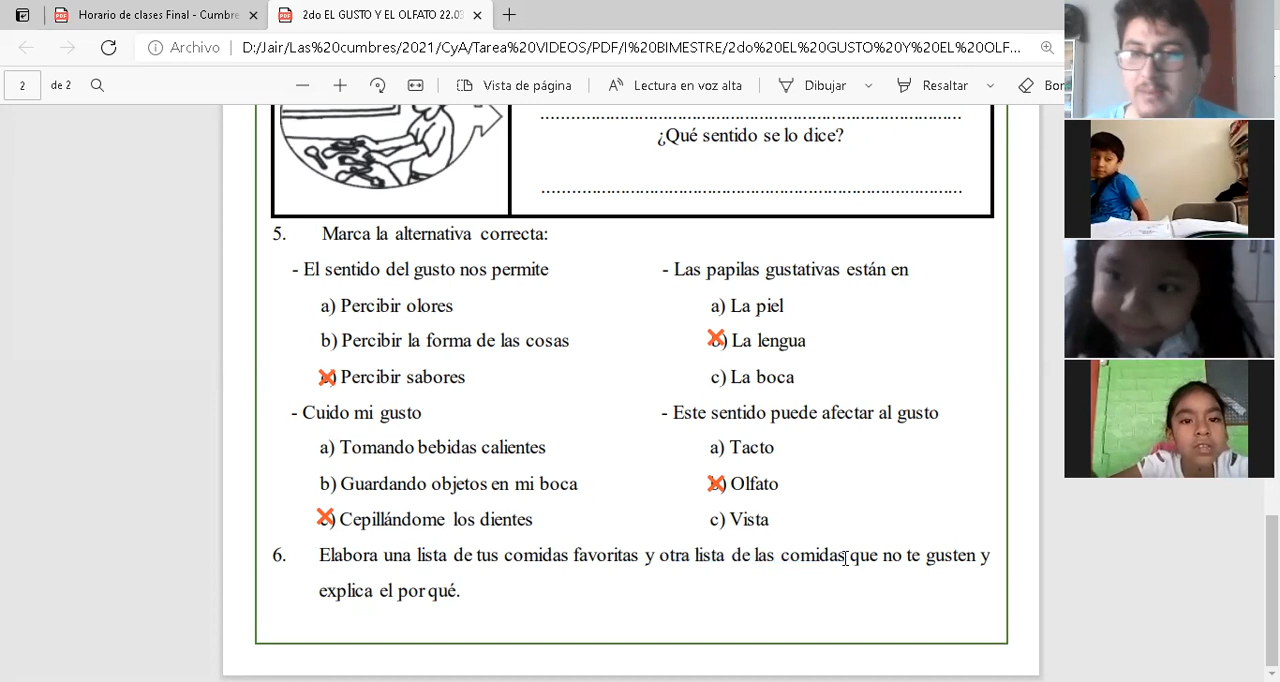 Horario de clases Final - Cumbre
2do EL GUSTO Y EL OLFATO 22.03
Archivo
D:/Jair/Las%20cumbres/2021/CyA/Tarea%20VIDEOS/PDF/I%20BIMESTRE/2do%20EL%20GUSTO%20Y%20EL%20OLF...
2 de 2
Vista de página
Lectura en voz alta
Dibujar
Resaltar
Bor
¿Qué sentido se lo dice?
5. Marca la alternativa correcta:
- El sentido del gusto nos permite
a) Percibir olores
b) Percibir la forma de las cosas
c) Percibir sabores
- Cuido mi gusto
a) Tomando bebidas calientes
b) Guardando objetos en mi boca
c) Cepillándome los dientes
- Las papilas gustativas están en
a) La piel
b) La lengua
c) La boca
- Este sentido puede afectar al gusto
a) Tacto
b) Olfato
c) Vista
6. Elabora una lista de tus comidas favoritas y otra lista de las comidas que no te gusten y
explica el por qué.